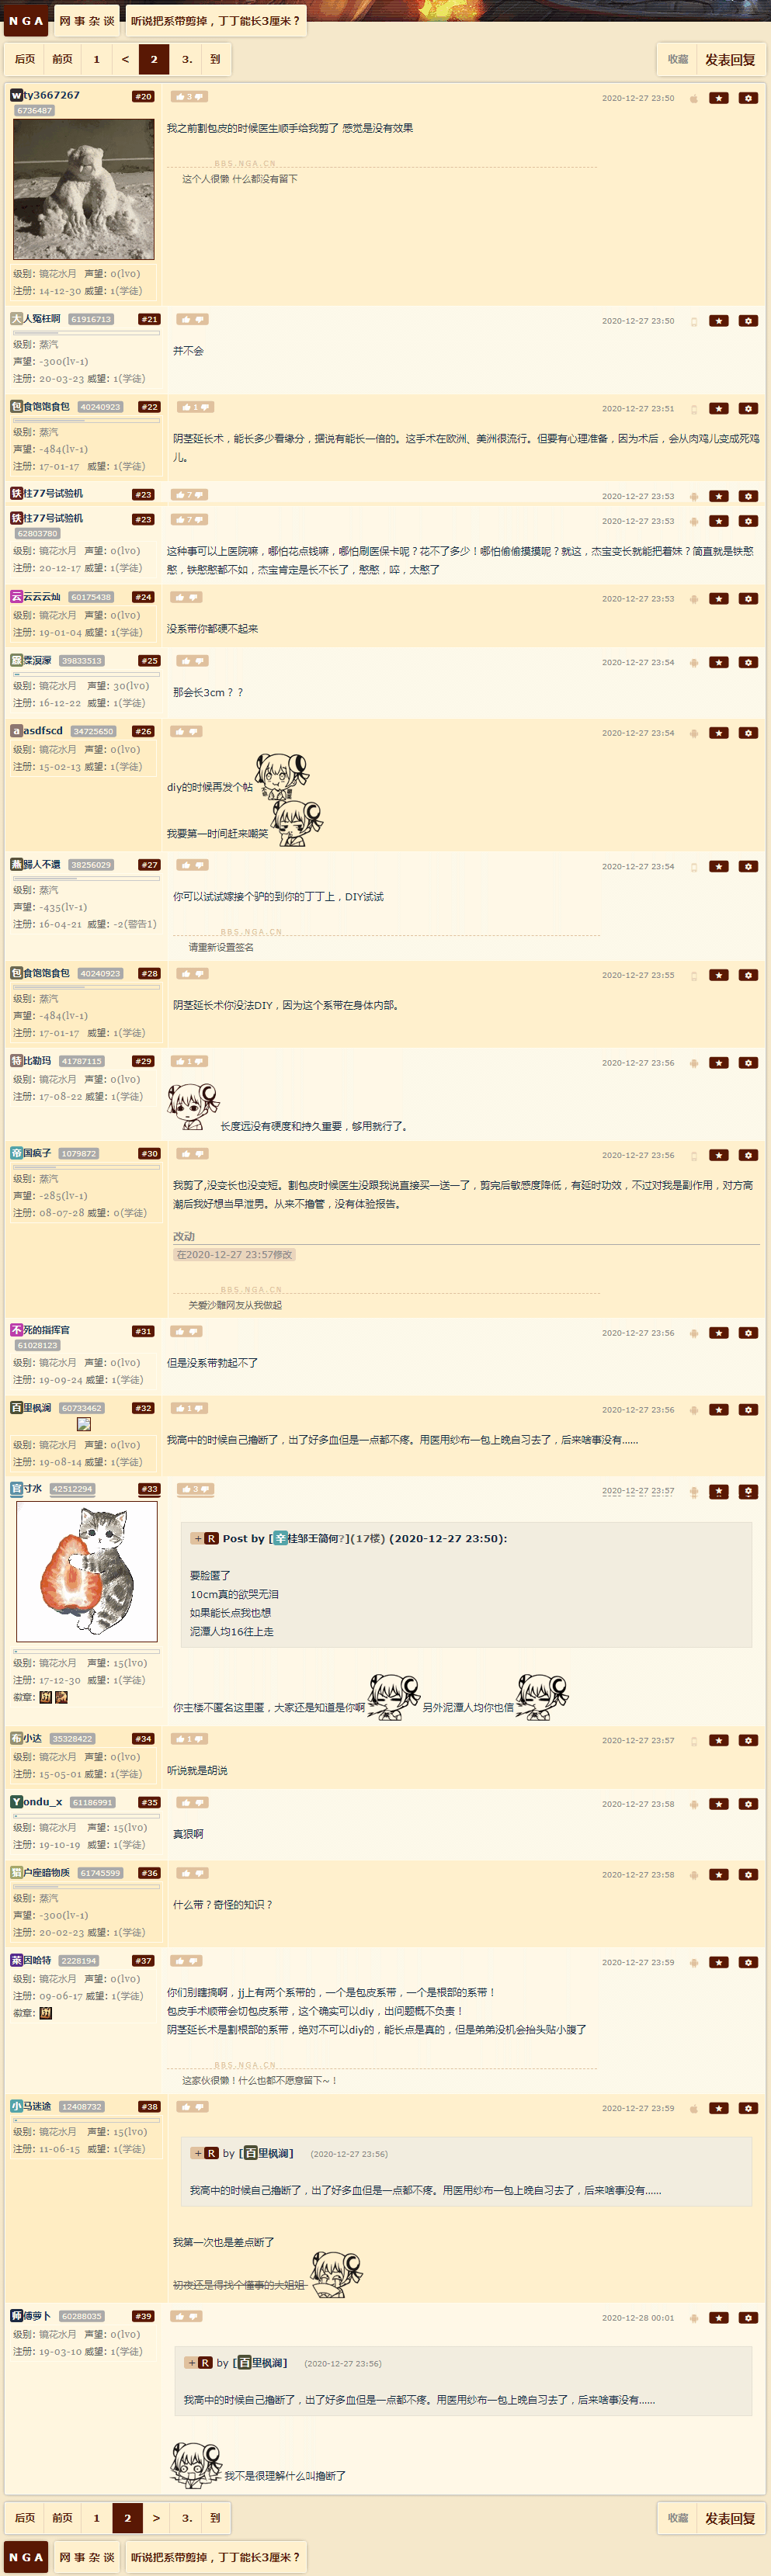 NGA 网事杂谈 听说把系带剪掉，丁丁能长3厘米？
后页 前页 1 < 2 3. 到 收藏 发表回复
wty3667267 #20 3 2020-12-27 23:50
6736487
我之前割包皮的时候医生顺手给我剪了 感觉是没有效果
BBS.NGA.CN
这个人很懒 什么都没有留下
级别: 镜花水月 声望: 0(lv0)
注册: 14-12-30 威望: 1(学徒)
大人冤枉啊 61916713 #21 2020-12-27 23:50
级别: 蒸汽
并不会
声望: -300(lv-1)
注册: 20-03-23 威望: 1(学徒)
包食饱饱食包 40240923 #22 1 2020-12-27 23:51
级别: 蒸汽
阴茎延长术，能长多少看缘分，据说有能长一倍的。这手术在欧洲、美洲很流行。但要有心理准备，因为术后，会从肉鸡儿变成死鸡
儿。
声望: -484(lv-1)
注册: 17-01-17 威望: 1(学徒)
铁柱77号试验机 #23 7 2020-12-27 23:53
铁柱77号试验机 #23 7 2020-12-27 23:53
62803780
级别: 镜花水月 声望: 0(lv0)
注册: 20-12-17 威望: 1(学徒)
这种事可以上医院嘛，哪怕花点钱嘛，哪怕刷医保卡呢？花不了多少！哪怕偷偷摸摸呢？就这，杰宝变长就能把着妹？简直就是铁憨
憨，铁憨憨都不如，杰宝肯定是长不长了，憨憨，啐，太憨了
云云云灿 60175438 #24 2020-12-27 23:53
级别: 镜花水月 声望: 0(lv0)
注册: 19-01-04 威望: 1(学徒)
没系带你都硬不起来
霂溟濛 39833513 #25 2020-12-27 23:54
级别: 镜花水月 声望: 30(lv0)
注册: 16-12-22 威望: 1(学徒)
那会长3cm？？
asdfscd 34725650 #26 2020-12-27 23:54
级别: 镜花水月 声望: 0(lv0)
注册: 15-02-13 威望: 1(学徒)
diy的时候再发个帖
我要第一时间赶来嘲笑
燕歸人不還 38256029 #27 2020-12-27 23:54
级别: 蒸汽
声望: -435(lv-1)
注册: 16-04-21 威望: -2(警告1)
你可以试试嫁接个驴的到你的丁丁上，DIY试试
BBS.NGA.CN
请重新设置签名
包食饱饱食包 40240923 #28 2020-12-27 23:55
级别: 蒸汽
声望: -484(lv-1)
注册: 17-01-17 威望: 1(学徒)
阴茎延长术你没法DIY，因为这个系带在身体内部。
特比勒玛 41787115 #29 1 2020-12-27 23:56
级别: 镜花水月 声望: 0(lv0)
注册: 17-08-22 威望: 1(学徒)
长度远没有硬度和持久重要，够用就行了。
帝国疯子 1079872 #30 2020-12-27 23:56
级别: 蒸汽
声望: -285(lv-1)
注册: 08-07-28 威望: 0(学徒)
我剪了,没变长也没变短。割包皮时候医生没跟我说直接买一送一了，剪完后敏感度降低，有延时功效，不过对我是副作用，对方高
潮后我好想当早泄男。从来不撸管，没有体验报告。
改动
在2020-12-27 23:57修改
BBS.NGA.CN
关爱沙雕网友从我做起
不死的指挥官 #31 2020-12-27 23:56
61028123
级别: 镜花水月 声望: 0(lv0)
注册: 19-09-24 威望: 1(学徒)
但是没系带勃起不了
百里枫澜 60733462 #32 1 2020-12-27 23:56
级别: 镜花水月 声望: 0(lv0)
注册: 19-08-14 威望: 1(学徒)
我高中的时候自己撸断了，出了好多血但是一点都不疼。用医用纱布一包上晚自习去了，后来啥事没有......
官寸水 42512294 #33 3 2020-12-27 23:57
+ R Post by [辛桂邹王简何?](17楼) (2020-12-27 23:50):
要脸匿了
10cm真的欲哭无泪
如果能长点我也想
泥潭人均16往上走
级别: 镜花水月 声望: 15(lv0)
注册: 17-12-30 威望: 1(学徒)
徽章:
你主楼不匿名这里匿，大家还是知道是你啊 另外泥潭人均你也信
布小达 35328422 #34 1 2020-12-27 23:57
级别: 镜花水月 声望: 0(lv0)
注册: 15-05-01 威望: 1(学徒)
听说就是胡说
Yondu_x 61186991 #35 2020-12-27 23:58
级别: 镜花水月 声望: 15(lv0)
注册: 19-10-19 威望: 1(学徒)
真狠啊
猎户座暗物质 61745599 #36 2020-12-27 23:58
级别: 蒸汽
声望: -300(lv-1)
注册: 20-02-23 威望: 1(学徒)
什么带？奇怪的知识？
莱因哈特 2228194 #37 2020-12-27 23:59
级别: 镜花水月 声望: 0(lv0)
注册: 09-06-17 威望: 1(学徒)
徽章:
你们别瞎搞啊，jj上有两个系带的，一个是包皮系带，一个是根部的系带！
包皮手术顺带会切包皮系带，这个确实可以diy，出问题概不负责！
阴茎延长术是割根部的系带，绝对不可以diy的，能长点是真的，但是弟弟没机会抬头贴小腹了
BBS.NGA.CN
这家伙很懒！什么也都不愿意留下~！
小马迷途 12408732 #38 2020-12-27 23:59
级别: 镜花水月 声望: 15(lv0)
注册: 11-06-15 威望: 1(学徒)
+ R by [百里枫澜] (2020-12-27 23:56)
我高中的时候自己撸断了，出了好多血但是一点都不疼。用医用纱布一包上晚自习去了，后来啥事没有......
我第一次也是差点断了
初夜还是得找个懂事的大姐姐
师傅萝卜 60288035 #39 2020-12-28 00:01
级别: 镜花水月 声望: 0(lv0)
注册: 19-03-10 威望: 1(学徒)
+ R by [百里枫澜] (2020-12-27 23:56)
我高中的时候自己撸断了，出了好多血但是一点都不疼。用医用纱布一包上晚自习去了，后来啥事没有......
我不是很理解什么叫撸断了
后页 前页 1 2 > 3. 到 收藏 发表回复
NGA 网事杂谈 听说把系带剪掉，丁丁能长3厘米？